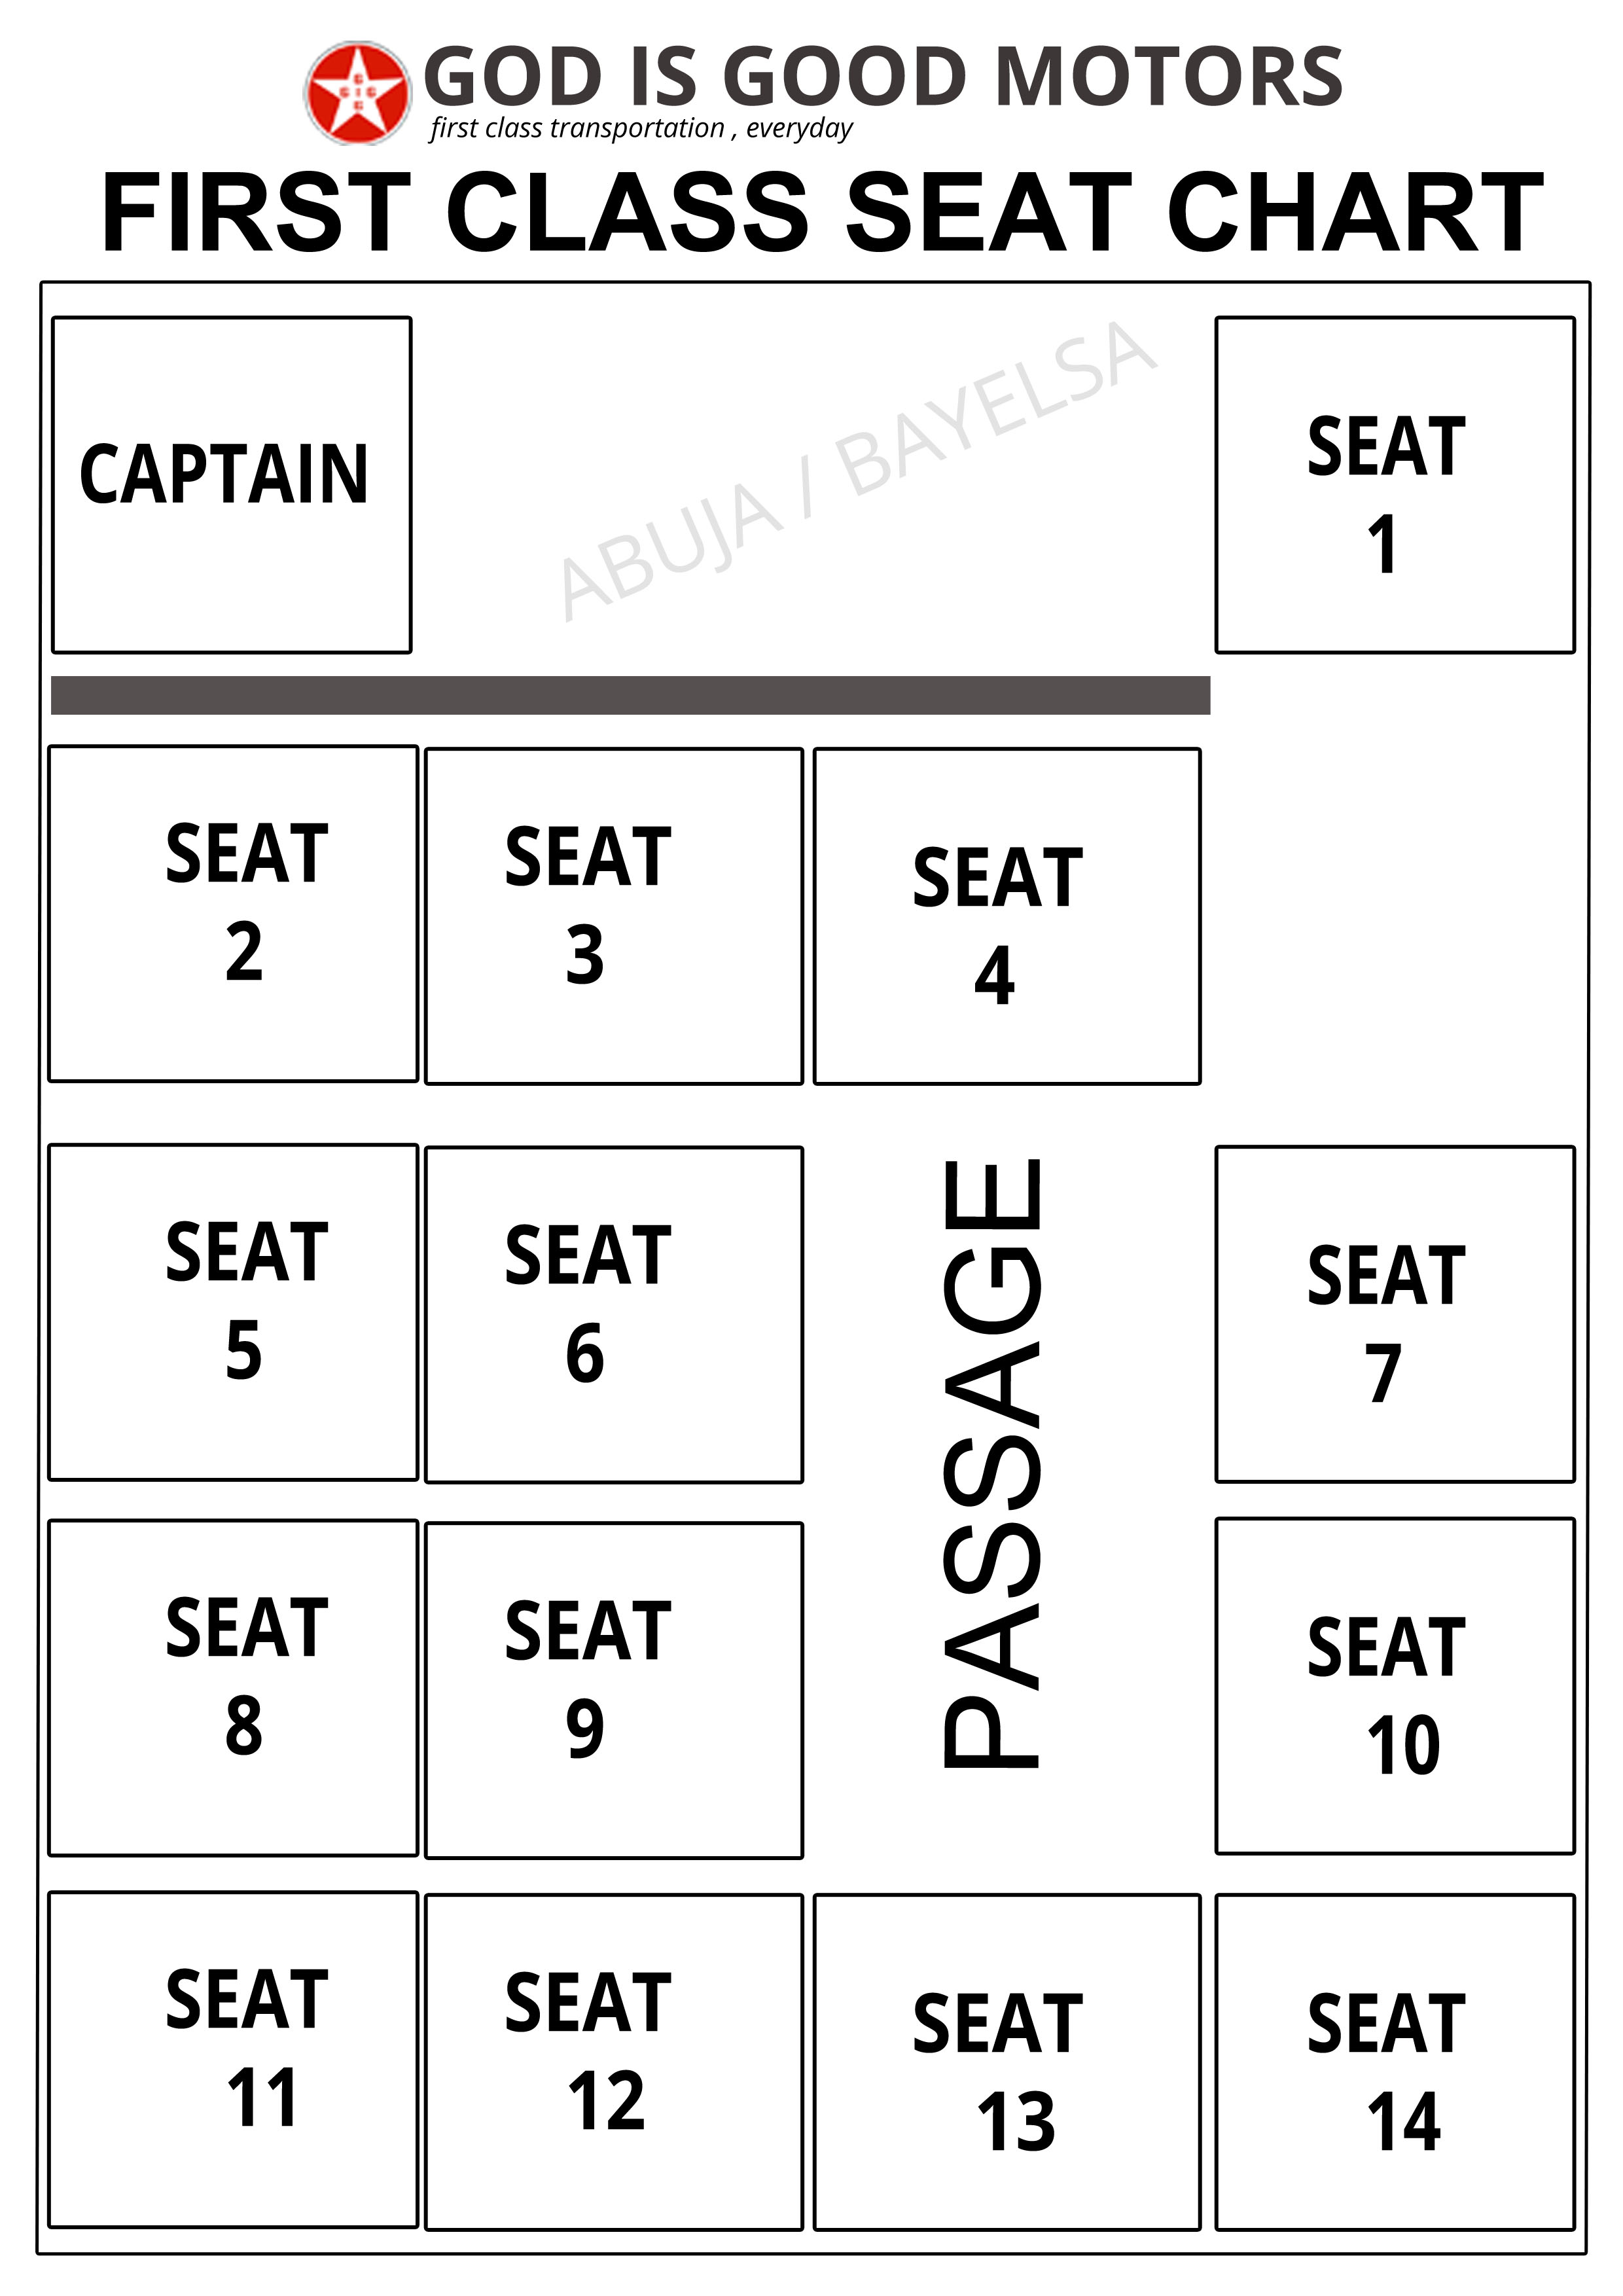 GOD IS GOOD MOTORS
first class transportation , everyday
FIRST CLASS SEAT CHART
CAPTAIN
ABUJA / BAYELSA
SEAT
1
SEAT
2
SEAT
3
SEAT
4
SEAT
5
SEAT
6
PASSAGE
SEAT
7
SEAT
8
SEAT
9
SEAT
10
SEAT
11
SEAT
12
SEAT
13
SEAT
14